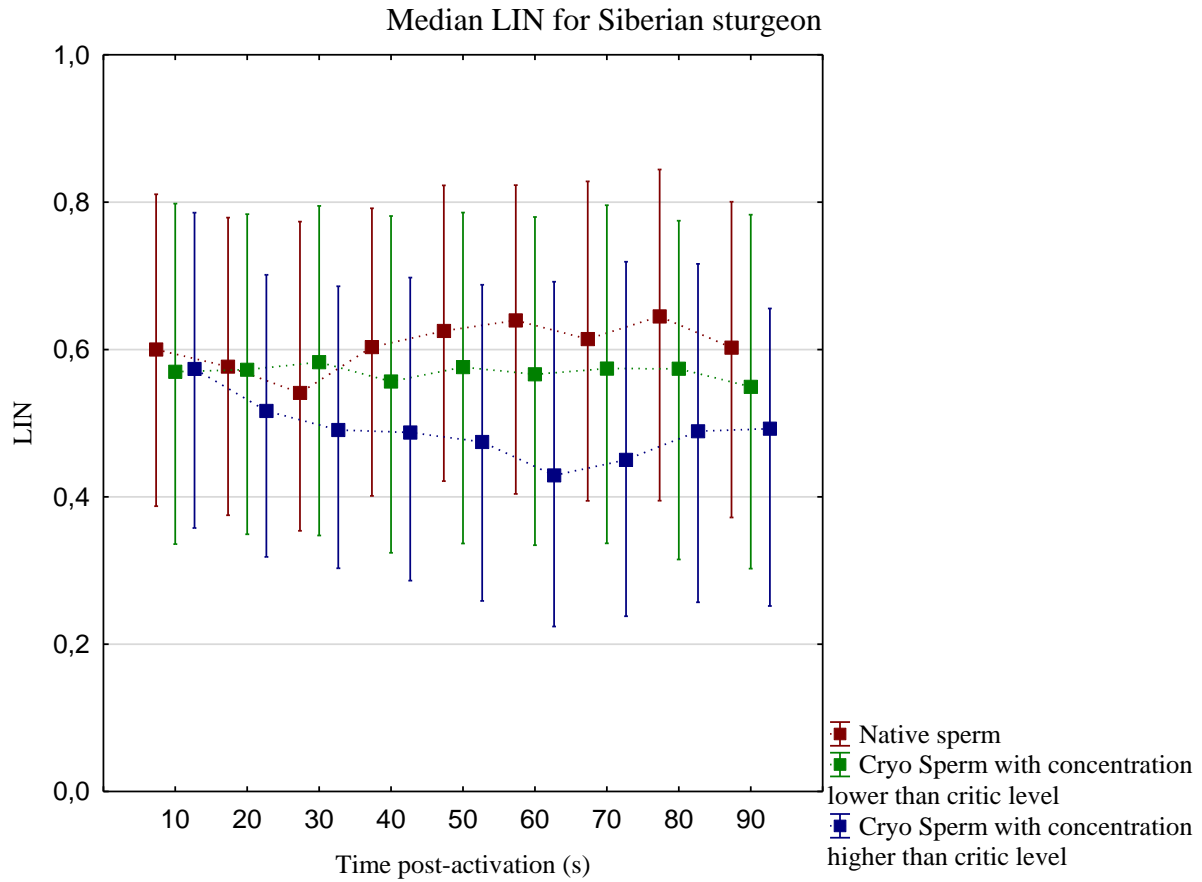 Median LIN for Siberian sturgeon
1,0
0,8
0,6
0,4
0,2
0,0
LIN
10 20 30 40 50 60 70 80 90
Time post-activation (s)
Native sperm
Cryo Sperm with concentration
lower than critic level
Cryo Sperm with concentration
higher than critic level